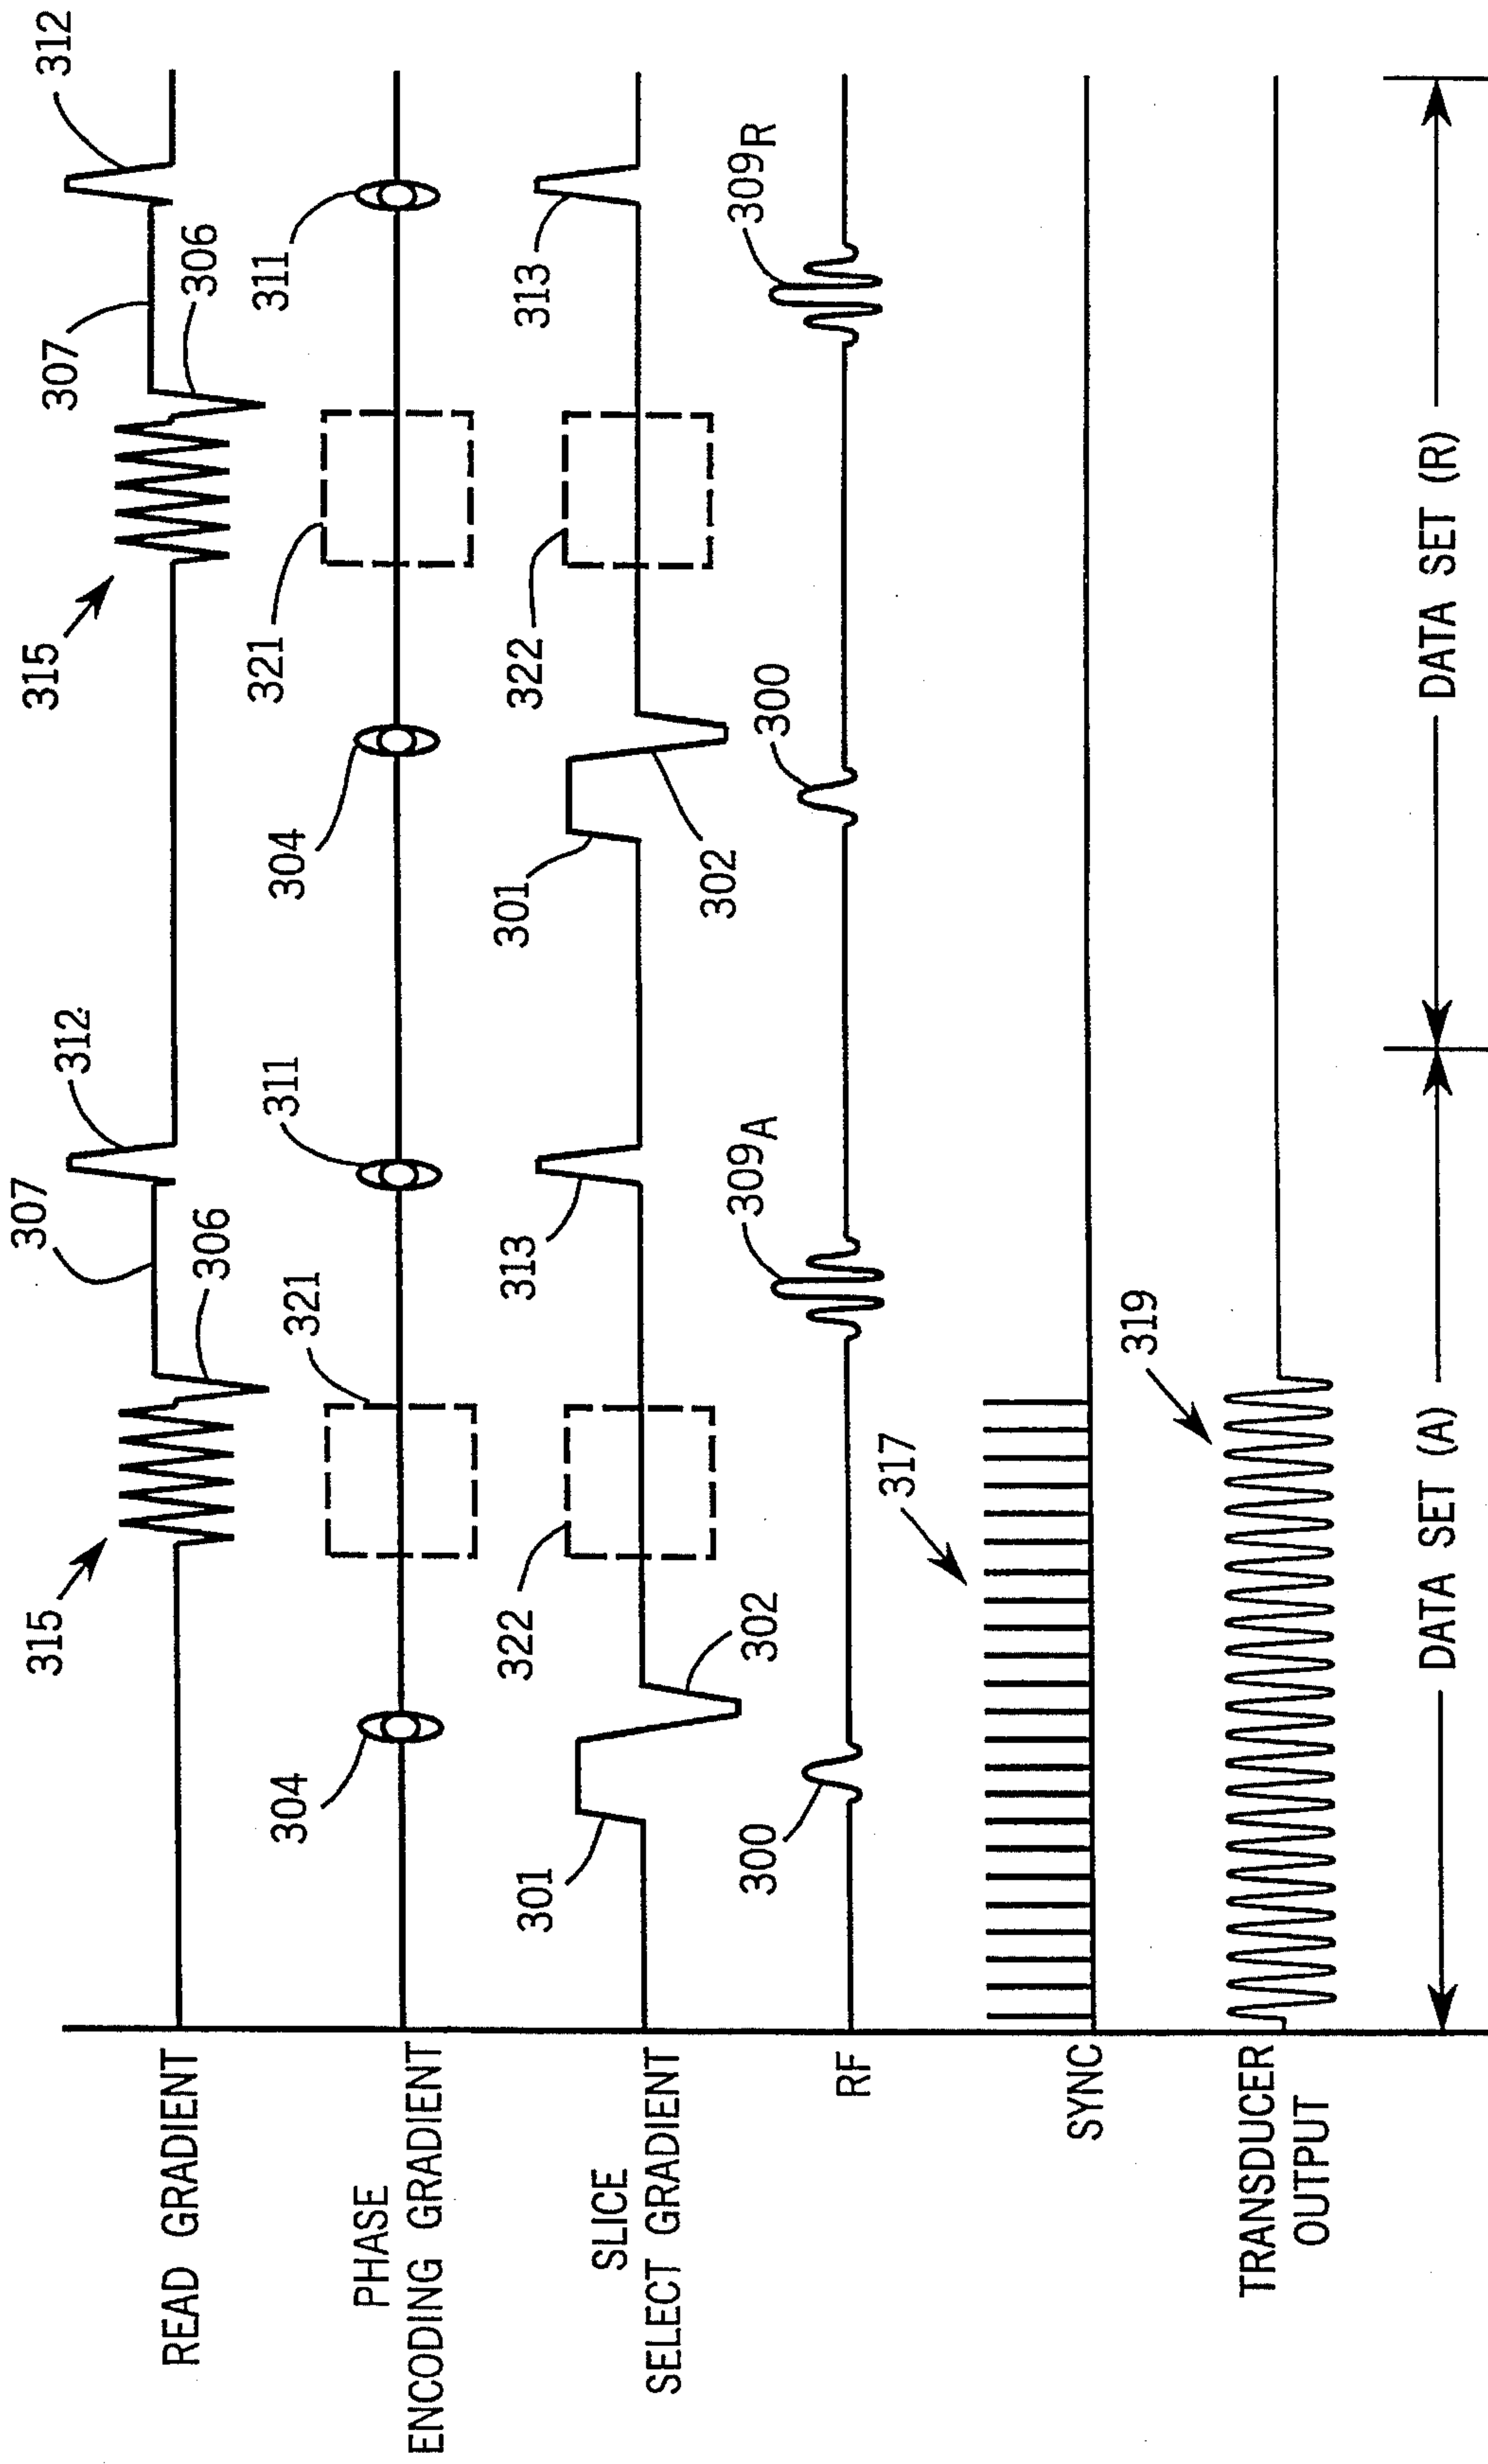 READ GRADIENT
315
306
307
312
315
306
307
312
PHASE
ENCODING GRADIENT
304
321
311
304
321
311
SLICE
SELECT GRADIENT
301
302
322
313
301
302
322
313
RF
300
309A
300
309R
SYNC
317
TRANSDUCER
OUTPUT
319
DATA SET (A)
DATA SET (R)